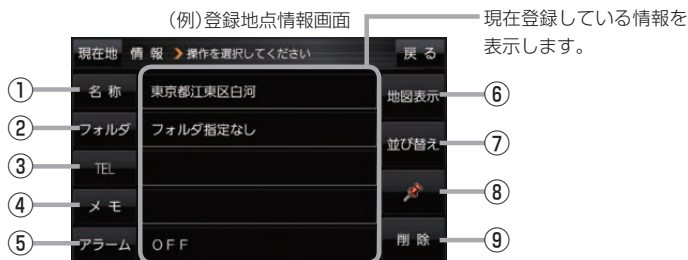 (例)登録地点情報画面
現在登録している情報を
表示します。
現在地 情 報 操作を選択してください 戻 る
① 名 称 東京都江東区白河 地図表示 ⑥
② フォルダ フォルダ指定なし 並び替え ⑦
③ TEL
⑧
④ メ モ
⑤ アラーム OFF 削 除 ⑨